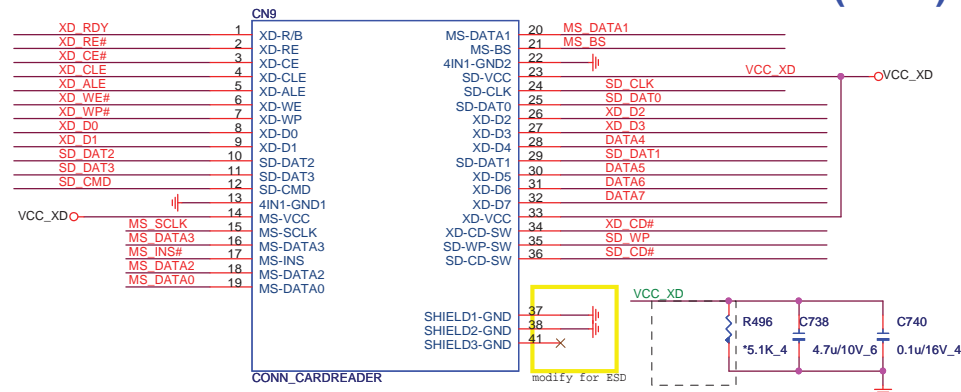 CN9
XD_RDY 1 XD-R/B
XD_RE# 2 XD-RE
XD_CE# 3 XD-CE
XD_CLE 4 XD-CLE
XD_ALE 5 XD-ALE
XD_WE# 6 XD-WE
XD_WP# 7 XD-WP
XD_D0 8 XD-D0
XD_D1 9 XD-D1
SD_DAT2 10 SD-DAT2
SD_DAT3 11 SD-DAT3
SD_CMD 12 SD-CMD
13 4IN1-GND1
VCC_XD 14 MS-VCC
MS_SCLK 15 MS-SCLK
MS_DATA3 16 MS-DATA3
MS_INS# 17 MS-INS
MS_DATA2 18 MS-DATA2
MS_DATA0 19 MS-DATA0
MS-DATA1 20 MS_DATA1
MS-BS 21 MS_BS
4IN1-GND2 22
SD-VCC 23 VCC_XD VCC_XD
SD-CLK 24 SD_CLK
SD-DAT0 25 SD_DAT0
XD-D2 26 XD_D2
XD-D3 27 XD_D3
XD-D4 28 DATA4
SD-DAT1 29 SD_DAT1
XD-D5 30 DATA5
XD-D6 31 DATA6
XD-D7 32 DATA7
XD-VCC 33
XD-CD-SW 34 XD_CD#
SD-WP-SW 35 SD_WP
SD-CD-SW 36 SD_CD#
SHIELD1-GND 37
SHIELD2-GND 38
SHIELD3-GND 41
CONN_CARDREADER
modify for ESD
VCC_XD
R496 C738 C740
*5.1K_4 4.7u/10V_6 0.1u/16V_4